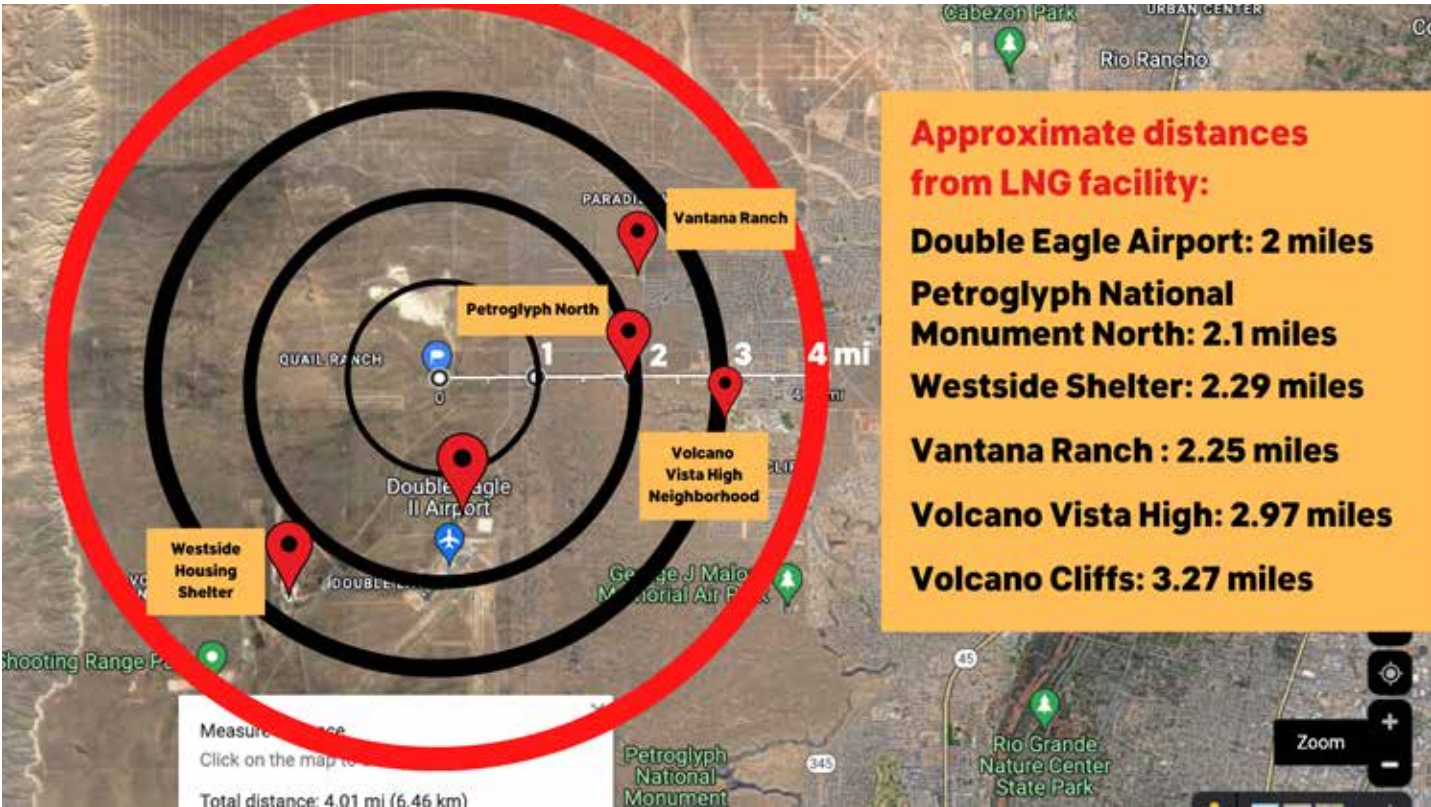 Cabezon Park
URBAN CENTER
Rio Rancho
Approximate distances
from LNG facility:
Double Eagle Airport: 2 miles
Petroglyph National
Monument North: 2.1 miles
Westside Shelter: 2.29 miles
Vantana Ranch : 2.25 miles
Volcano Vista High: 2.97 miles
Volcano Cliffs: 3.27 miles
Vantana Ranch
Petroglyph North
QUAIL RANCH
1
2
3
4 mi
0
Volcano
Vista High
Neighborhood
Double Eagle
II Airport
Westside
Housing
Shelter
George J Malo
Memorial Air Park
Shooting Range
45
345
Measure
Click on the map to
Total distance: 4.01 mi (6.46 km)
Petroglyph
National
Monument
Rio Grande
Nature Center
State Park
Zoom
+
−